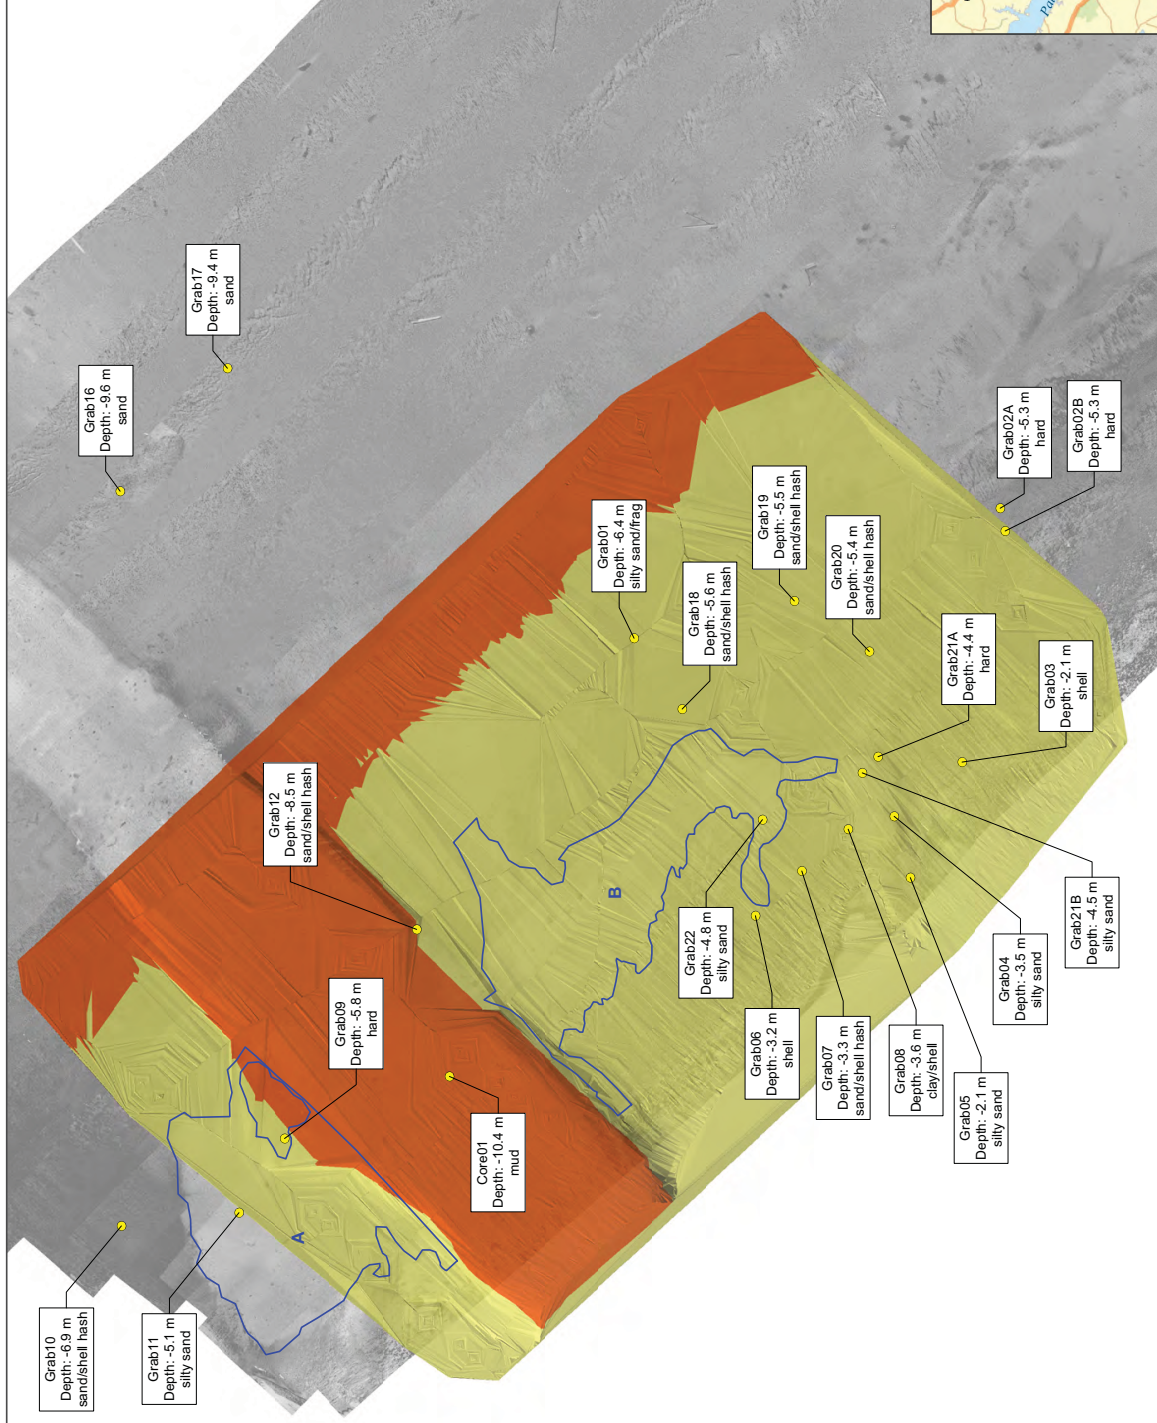 Grab17
Depth: -9.4 m
sand
Grab16
Depth: -9.6 m
sand
Grab02A
Depth: -5.3 m
hard
Grab02B
Depth: -5.3 m
hard
Grab19
Depth: -5.5 m
sand/shell hash
Grab01
Depth: -6.4 m
silty sand/frag
Grab20
Depth: -5.4 m
sand/shell hash
Grab18
Depth: -5.6 m
sand/shell hash
Grab21A
Depth: -4.4 m
hard
Grab03
Depth: -2.1 m
shell
Grab12
Depth: -8.5 m
sand/shell hash
B
Grab22
Depth: -4.8 m
silty sand
Grab21B
Depth: -4.5 m
silty sand
Grab04
Depth: -3.5 m
silty sand
Grab09
Depth: -5.8 m
hard
Grab06
Depth: -3.2 m
shell
Grab07
Depth: -3.3 m
sand/shell hash
Grab08
Depth: -3.6 m
clay/shell
Grab05
Depth: -2.1 m
silty sand
Core01
Depth: -10.4 m
mud
A
Grab10
Depth: -6.9 m
sand/shell hash
Grab11
Depth: -5.1 m
silty sand